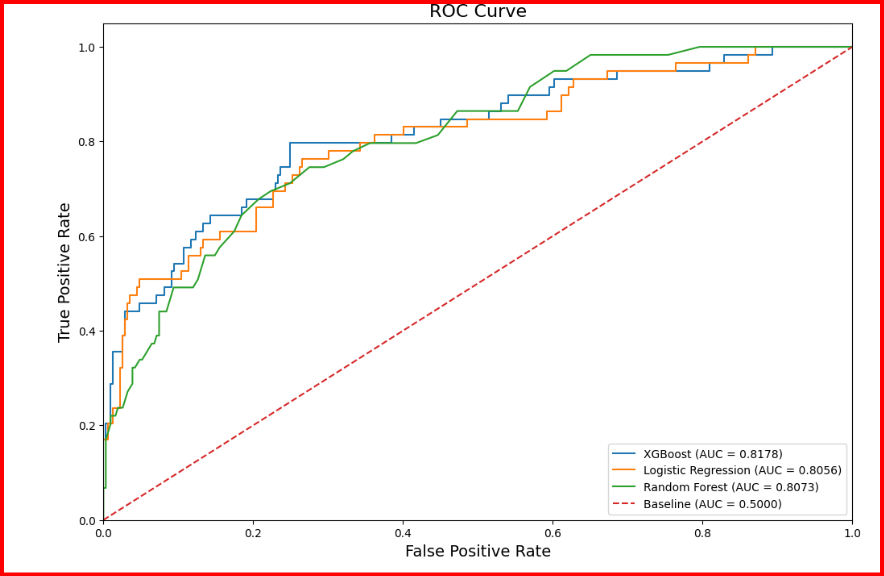 ROC Curve
True Positive Rate
1.0
0.8
0.6
0.4
0.2
0.0
0.0 0.2 0.4 0.6 0.8 1.0
False Positive Rate
XGBoost (AUC = 0.8178)
Logistic Regression (AUC = 0.8056)
Random Forest (AUC = 0.8073)
Baseline (AUC = 0.5000)